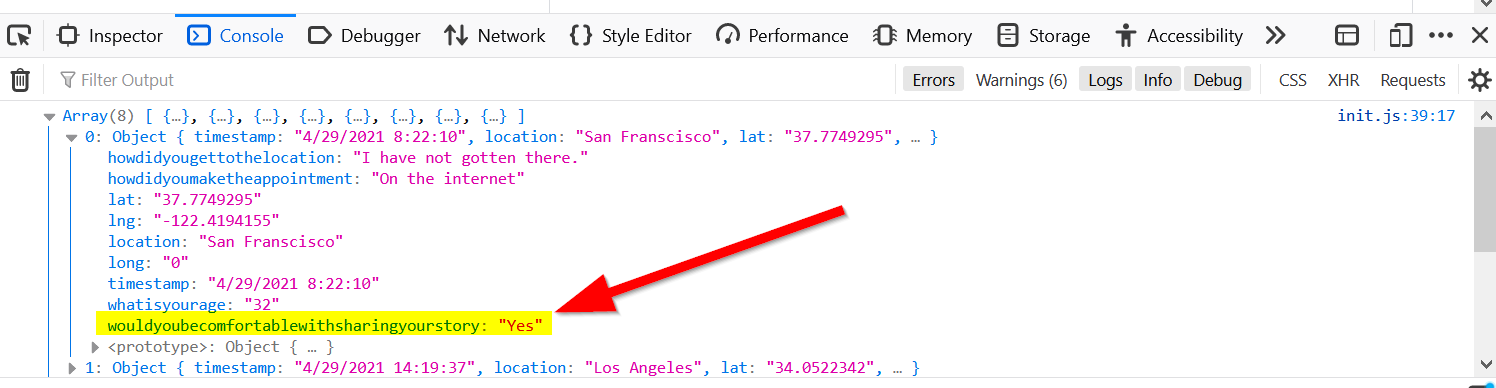 Inspector Console Debugger Network Style Editor Performance Memory Storage Accessibility
Filter Output Errors Warnings (6) Logs Info Debug CSS XHR Requests
Array(8) [ {…}, {…}, {…}, {…}, {…}, {…}, {…}, {…} ] init.js:39:17
0: Object { timestamp: "4/29/2021 8:22:10", location: "San Franscisco", lat: "37.7749295", … }
howdidyougettothelocation: "I have not gotten there."
howdidyoumaketheappointment: "On the internet"
lat: "37.7749295"
lng: "-122.4194155"
location: "San Franscisco"
long: "0"
timestamp: "4/29/2021 8:22:10"
whatisyourage: "32"
wouldyoubecomfortablewithsharingyourstory: "Yes"
<prototype>: Object { … }
1: Object { timestamp: "4/29/2021 14:19:37", location: "Los Angeles", lat: "34.0522342", … }